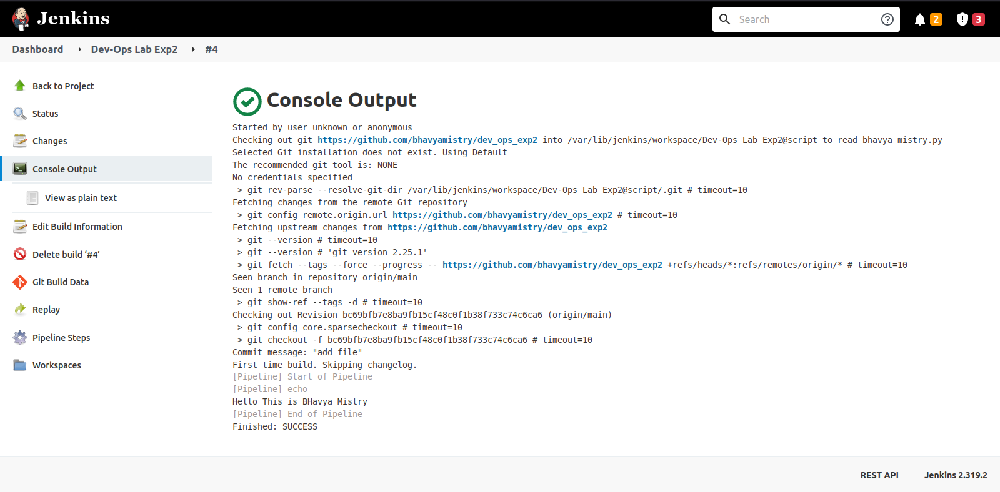 Jenkins
Search
2
3
Dashboard
Dev-Ops Lab Exp2
#4
Back to Project
Status
Changes
Console Output
View as plain text
Edit Build Information
Delete build ‘#4’
Git Build Data
Replay
Pipeline Steps
Workspaces
Console Output
Started by user unknown or anonymous
Checking out git https://github.com/bhavyamistry/dev_ops_exp2 into /var/lib/jenkins/workspace/Dev-Ops Lab Exp2@script to read bhavya_mistry.py
Selected Git installation does not exist. Using Default
The recommended git tool is: NONE
No credentials specified
 > git rev-parse --resolve-git-dir /var/lib/jenkins/workspace/Dev-Ops Lab Exp2@script/.git # timeout=10
Fetching changes from the remote Git repository
 > git config remote.origin.url https://github.com/bhavyamistry/dev_ops_exp2 # timeout=10
Fetching upstream changes from https://github.com/bhavyamistry/dev_ops_exp2
 > git --version # timeout=10
 > git --version # 'git version 2.25.1'
 > git fetch --tags --force --progress -- https://github.com/bhavyamistry/dev_ops_exp2 +refs/heads/*:refs/remotes/origin/* # timeout=10
Seen branch in repository origin/main
Seen 1 remote branch
 > git show-ref --tags -d # timeout=10
Checking out Revision bc69bfb7e8ba9fb15cf48c0f1b38f733c74c6ca6 (origin/main)
 > git config core.sparsecheckout # timeout=10
 > git checkout -f bc69bfb7e8ba9fb15cf48c0f1b38f733c74c6ca6 # timeout=10
Commit message: "add file"
First time build. Skipping changelog.
[Pipeline] Start of Pipeline
[Pipeline] echo
Hello This is BHavya Mistry
[Pipeline] End of Pipeline
Finished: SUCCESS
REST API
Jenkins 2.319.2